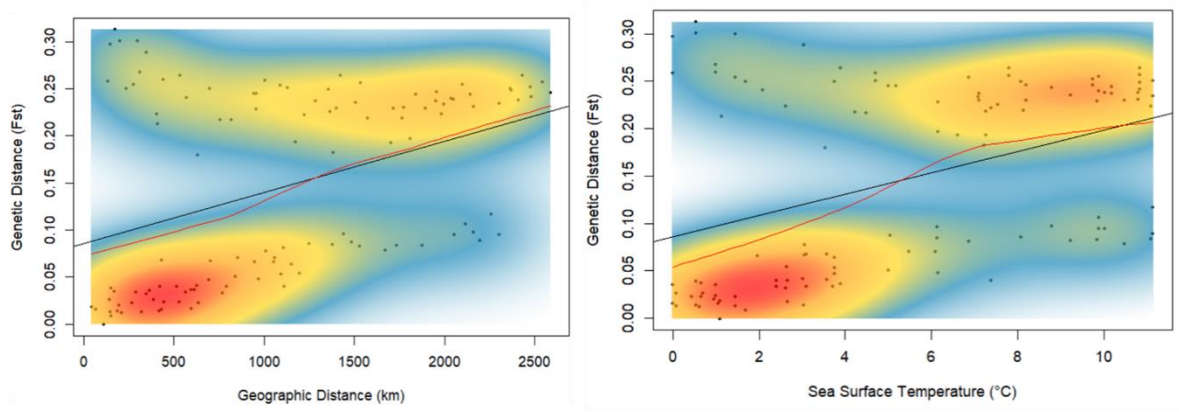 Genetic Distance (Fst)
0.30
0.25
0.20
0.15
0.10
0.05
0.00
0 500 1000 1500 2000 2500
Geographic Distance (km)
Genetic Distance (Fst)
0.30
0.25
0.20
0.15
0.10
0.05
0.00
0 2 4 6 8 10
Sea Surface Temperature (°C)